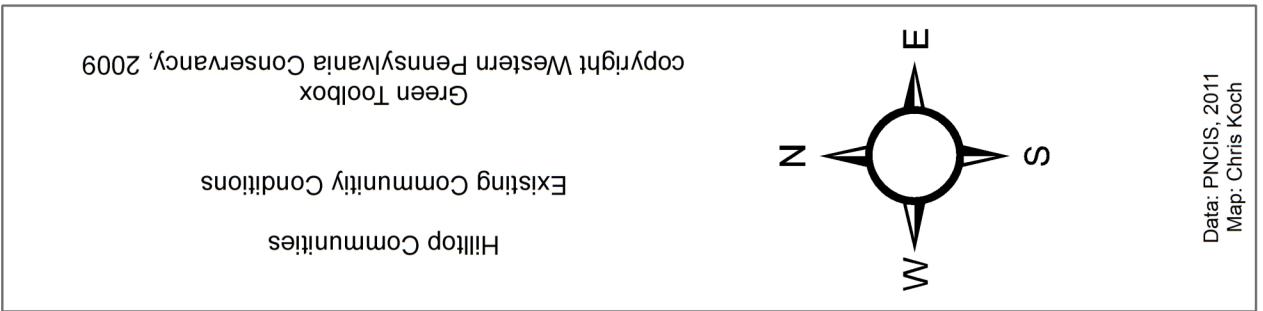 Hilltop Communities
Existing Community Conditions
Green Toolbox
copyright Western Pennsylvania Conservancy, 2009
N
E
S
W
Data: PNCIS, 2011
Map: Chris Koch